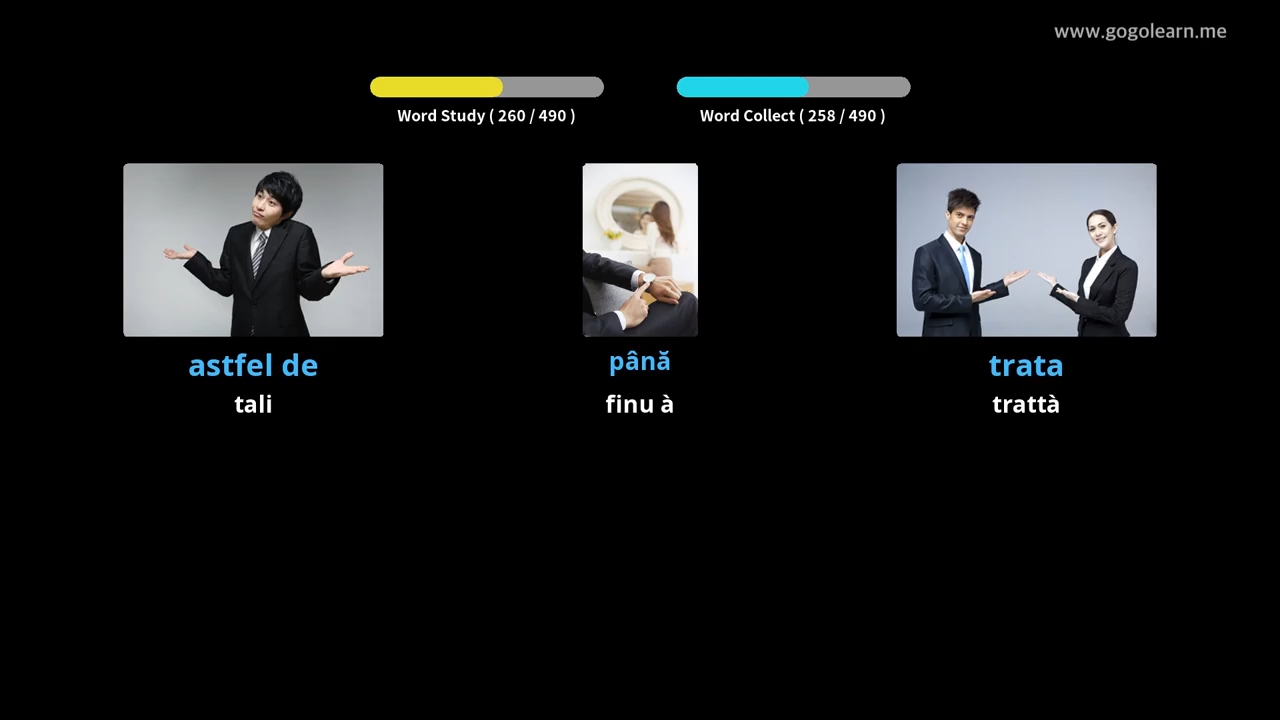 www.gogolearn.me
Word Study ( 260 / 490 )
Word Collect ( 258 / 490 )
astfel de
tali
până
finu à
trata
trattà